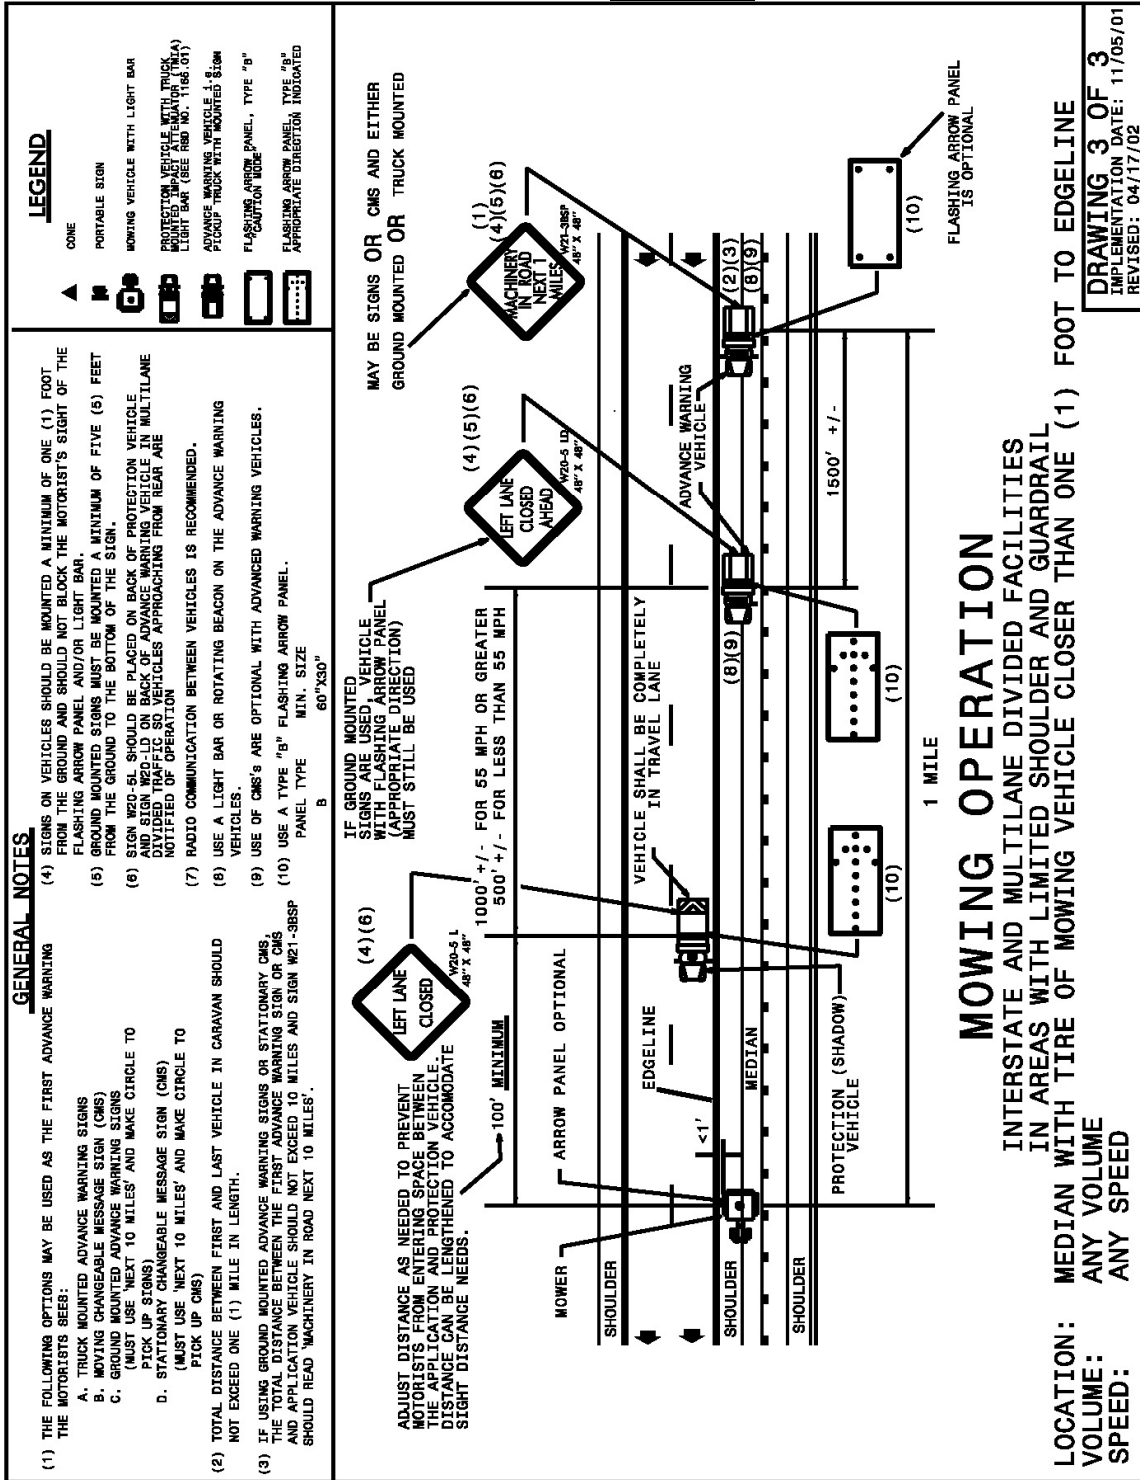 GENERAL NOTES
(1) THE FOLLOWING OPTIONS MAY BE USED AS THE FIRST ADVANCE WARNING
THE MOTORISTS SEES:
A. TRUCK MOUNTED ADVANCE WARNING SIGNS
B. MOVING CHANGEABLE MESSAGE SIGN (CMS)
C. GROUND MOUNTED ADVANCE WARNING SIGNS
(MUST USE 'NEXT 10 MILES' AND MAKE CIRCLE TO
PICK UP SIGNS)
D. STATIONARY CHANGEABLE MESSAGE SIGN (CMS)
(MUST USE 'NEXT 10 MILES' AND MAKE CIRCLE TO
PICK UP CMS)
(2) TOTAL DISTANCE BETWEEN FIRST AND LAST VEHICLE IN CARAVAN SHOULD
NOT EXCEED ONE (1) MILE IN LENGTH.
(3) IF USING GROUND MOUNTED ADVANCE WARNING SIGNS OR STATIONARY CMS,
THE TOTAL DISTANCE BETWEEN THE FIRST ADVANCE WARNING SIGN OR CMS
AND APPLICATION VEHICLE SHOULD NOT EXCEED 10 MILES AND SIGN W21-3BSP
SHOULD READ 'MACHINERY IN ROAD NEXT 10 MILES'.
(4) SIGNS ON VEHICLES SHOULD BE MOUNTED A MINIMUM OF ONE (1) FOOT
FROM THE GROUND AND SHOULD NOT BLOCK THE MOTORIST'S SIGHT OF THE
FLASHING ARROW PANEL AND/OR LIGHT BAR.
(5) GROUND MOUNTED SIGNS MUST BE MOUNTED A MINIMUM OF FIVE (5) FEET
FROM THE GROUND TO THE BOTTOM OF THE SIGN.
(6) SIGN W20-5L SHOULD BE PLACED ON BACK OF PROTECTION VEHICLE
AND SIGN W20-LD ON BACK OF ADVANCE WARNING VEHICLE IN MULTILANE
DIVIDED TRAFFIC SO VEHICLES APPROACHING FROM REAR ARE
NOTIFIED OF OPERATION
(7) RADIO COMMUNICATION BETWEEN VEHICLES IS RECOMMENDED.
(8) USE A LIGHT BAR OR ROTATING BEACON ON THE ADVANCE WARNING
VEHICLES.
(9) USE OF CMS's ARE OPTIONAL WITH ADVANCED WARNING VEHICLES.
(10) USE A TYPE "B" FLASHING ARROW PANEL.
PANEL TYPE MIN. SIZE
B 60"X30"
LEGEND
CONE
PORTABLE SIGN
MOWING VEHICLE WITH LIGHT BAR
PROTECTION VEHICLE WITH TRUCK
MOUNTED IMPACT ATTENUATOR (TMIA)
LIGHT BAR (SEE RBD NO. 1166.01)
ADVANCE WARNING VEHICLE i.e.
PICKUP TRUCK WITH MOUNTED SIGN
FLASHING ARROW PANEL, TYPE "B"
"CAUTION MODE"
FLASHING ARROW PANEL, TYPE "B"
APPROPRIATE DIRECTION INDICATED
ADJUST DISTANCE AS NEEDED TO PREVENT
MOTORISTS FROM ENTERING SPACE BETWEEN
THE APPLICATION AND PROTECTION VEHICLE.
DISTANCE CAN BE LENGTHENED TO ACCOMODATE
SIGHT DISTANCE NEEDS.
LEFT LANE
CLOSED
(4)(6)
W20-5 L
48" X 48"
IF GROUND MOUNTED
SIGNS ARE USED, VEHICLE
WITH FLASHING ARROW PANEL
(APPROPRIATE DIRECTION)
MUST STILL BE USED
LEFT LANE
CLOSED
AHEAD
(4)(5)(6)
W20-5 LD
48" X 48"
MAY BE SIGNS OR CMS AND EITHER
GROUND MOUNTED OR TRUCK MOUNTED
MACHINERY
IN ROAD
NEXT 1
MILES
(1)
(4)(5)(6)
W21-3BSP
48" X 48"
100' MINIMUM
1000' +/- FOR 55 MPH OR GREATER
500' +/- FOR LESS THAN 55 MPH
MOWER
ARROW PANEL OPTIONAL
VEHICLE SHALL BE COMPLETELY
IN TRAVEL LANE
ADVANCE WARNING
VEHICLE
1500' +/-
SHOULDER
EDGELINE
<1'
SHOULDER
MEDIAN
(8)(9)
(2)(3)
(8)(9)
SHOULDER
PROTECTION (SHADOW)
VEHICLE
(10)
(10)
(10)
FLASHING ARROW PANEL
IS OPTIONAL
1 MILE
MOWING OPERATION
INTERSTATE AND MULTILANE DIVIDED FACILITIES
IN AREAS WITH LIMITED SHOULDER AND GUARDRAIL
LOCATION: MEDIAN WITH TIRE OF MOWING VEHICLE CLOSER THAN ONE (1) FOOT TO EDGELINE
VOLUME: ANY VOLUME
SPEED: ANY SPEED
DRAWING 3 OF 3
IMPLEMENTATION DATE: 11/05/01
REVISED: 04/17/02